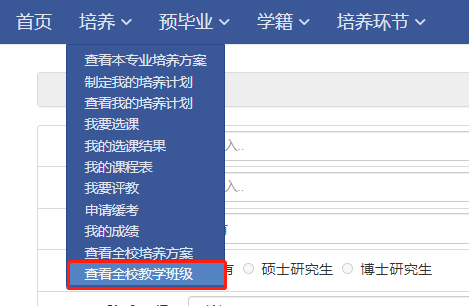 首页 培养 预毕业 学籍 培养环节
查看本专业培养方案
制定我的培养计划
查看我的培养计划
我要选课
我的选课结果
入..
我的课程表
我要评教
入..
申请缓考
我的成绩
查看全校培养方案
查看全校教学班级
有 硕士研究生 博士研究生